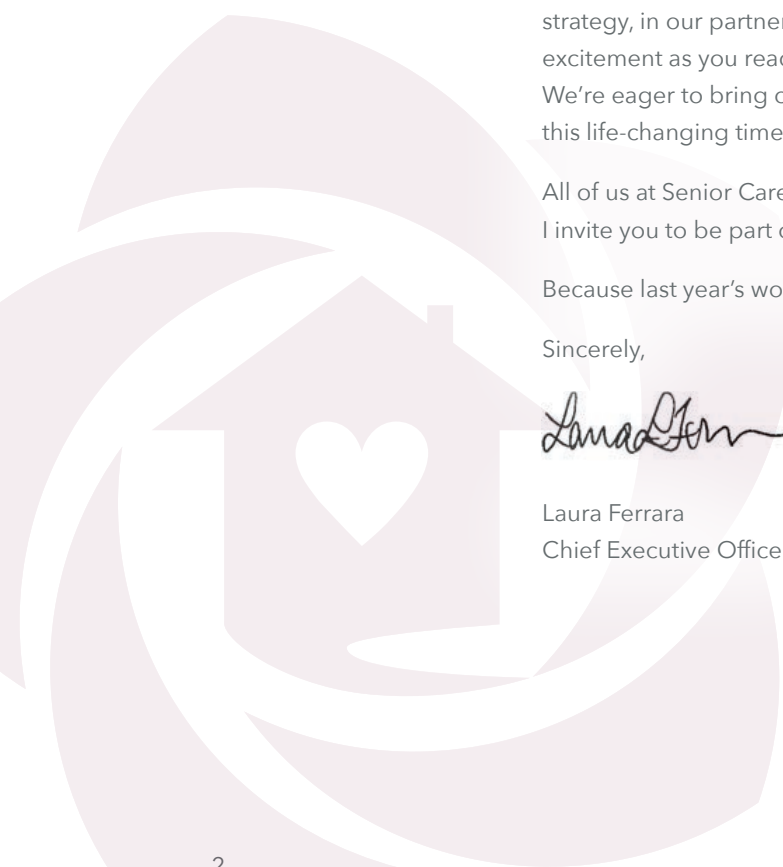 strategy, in our partner
excitement as you read
We’re eager to bring o
this life-changing time
All of us at Senior Care
I invite you to be part o
Because last year’s wo
Sincerely,
Laura Ferrara
Chief Executive Office
2